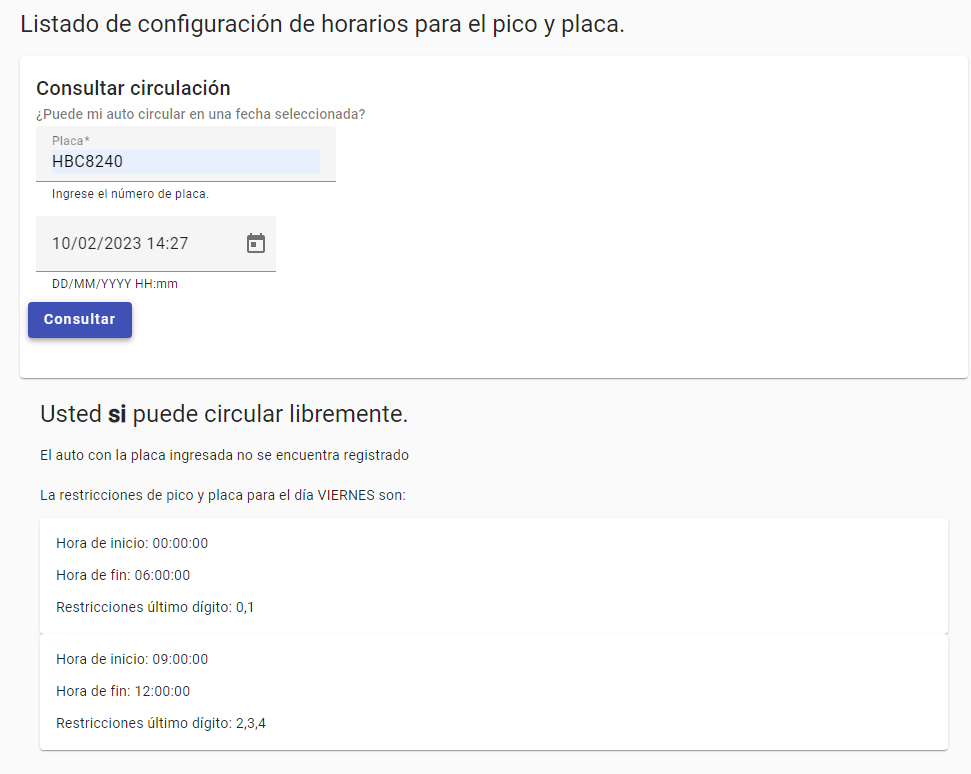 Listado de configuración de horarios para el pico y placa.
Consultar circulación
¿Puede mi auto circular en una fecha seleccionada?
Placa*
HBC8240
Ingrese el número de placa.
10/02/2023 14:27
DD/MM/YYYY HH:mm
Consultar
Usted si puede circular libremente.
El auto con la placa ingresada no se encuentra registrado
La restricciones de pico y placa para el día VIERNES son:
Hora de inicio: 00:00:00
Hora de fin: 06:00:00
Restricciones último dígito: 0,1
Hora de inicio: 09:00:00
Hora de fin: 12:00:00
Restricciones último dígito: 2,3,4